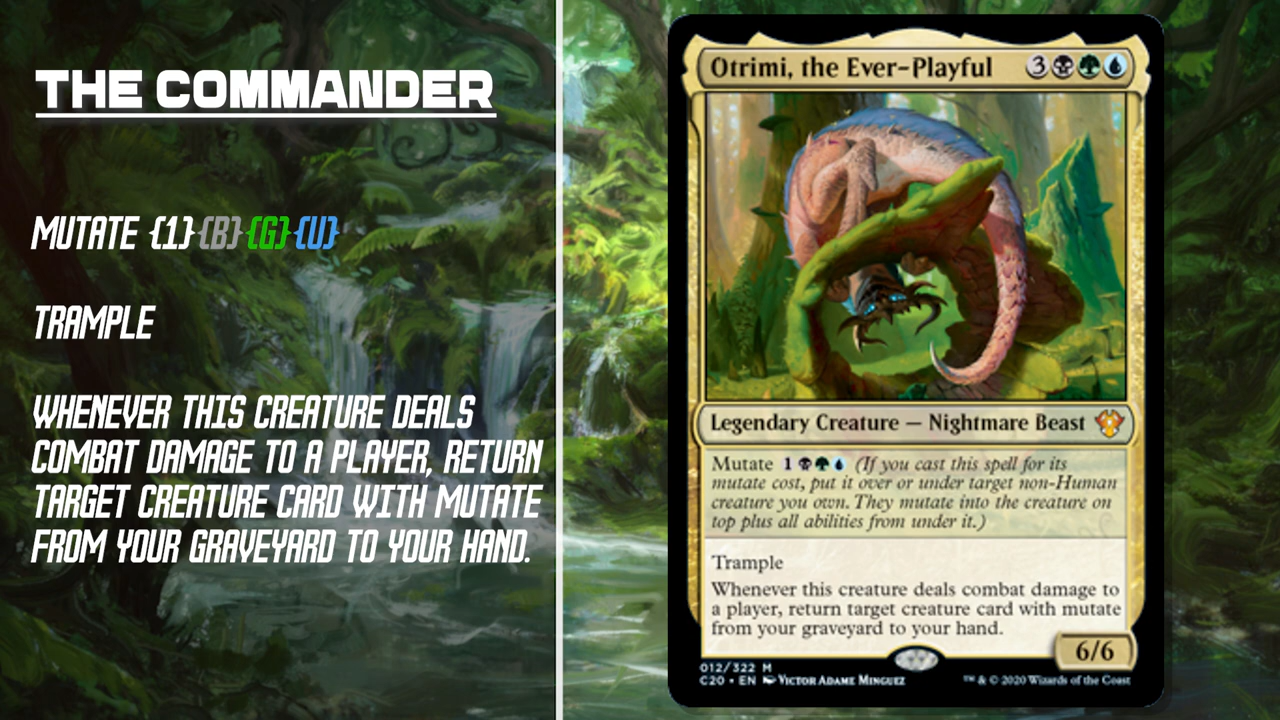 THE COMMANDER
MUTATE {1}{B}{G}{U}
TRAMPLE
WHENEVER THIS CREATURE DEALS
COMBAT DAMAGE TO A PLAYER, RETURN
TARGET CREATURE CARD WITH MUTATE
FROM YOUR GRAVEYARD TO YOUR HAND.
Otrimi, the Ever-Playful 3
Legendary Creature — Nightmare Beast
Mutate 1 (If you cast this spell for its
mutate cost, put it over or under target non-Human
creature you own. They mutate into the creature on
top plus all abilities from under it.)
Trample
Whenever this creature deals combat damage to
a player, return target creature card with mutate
from your graveyard to your hand.
6/6
012/322 M
C20 • EN Victor Adame Minguez
™ & © 2020 Wizards of the Coast